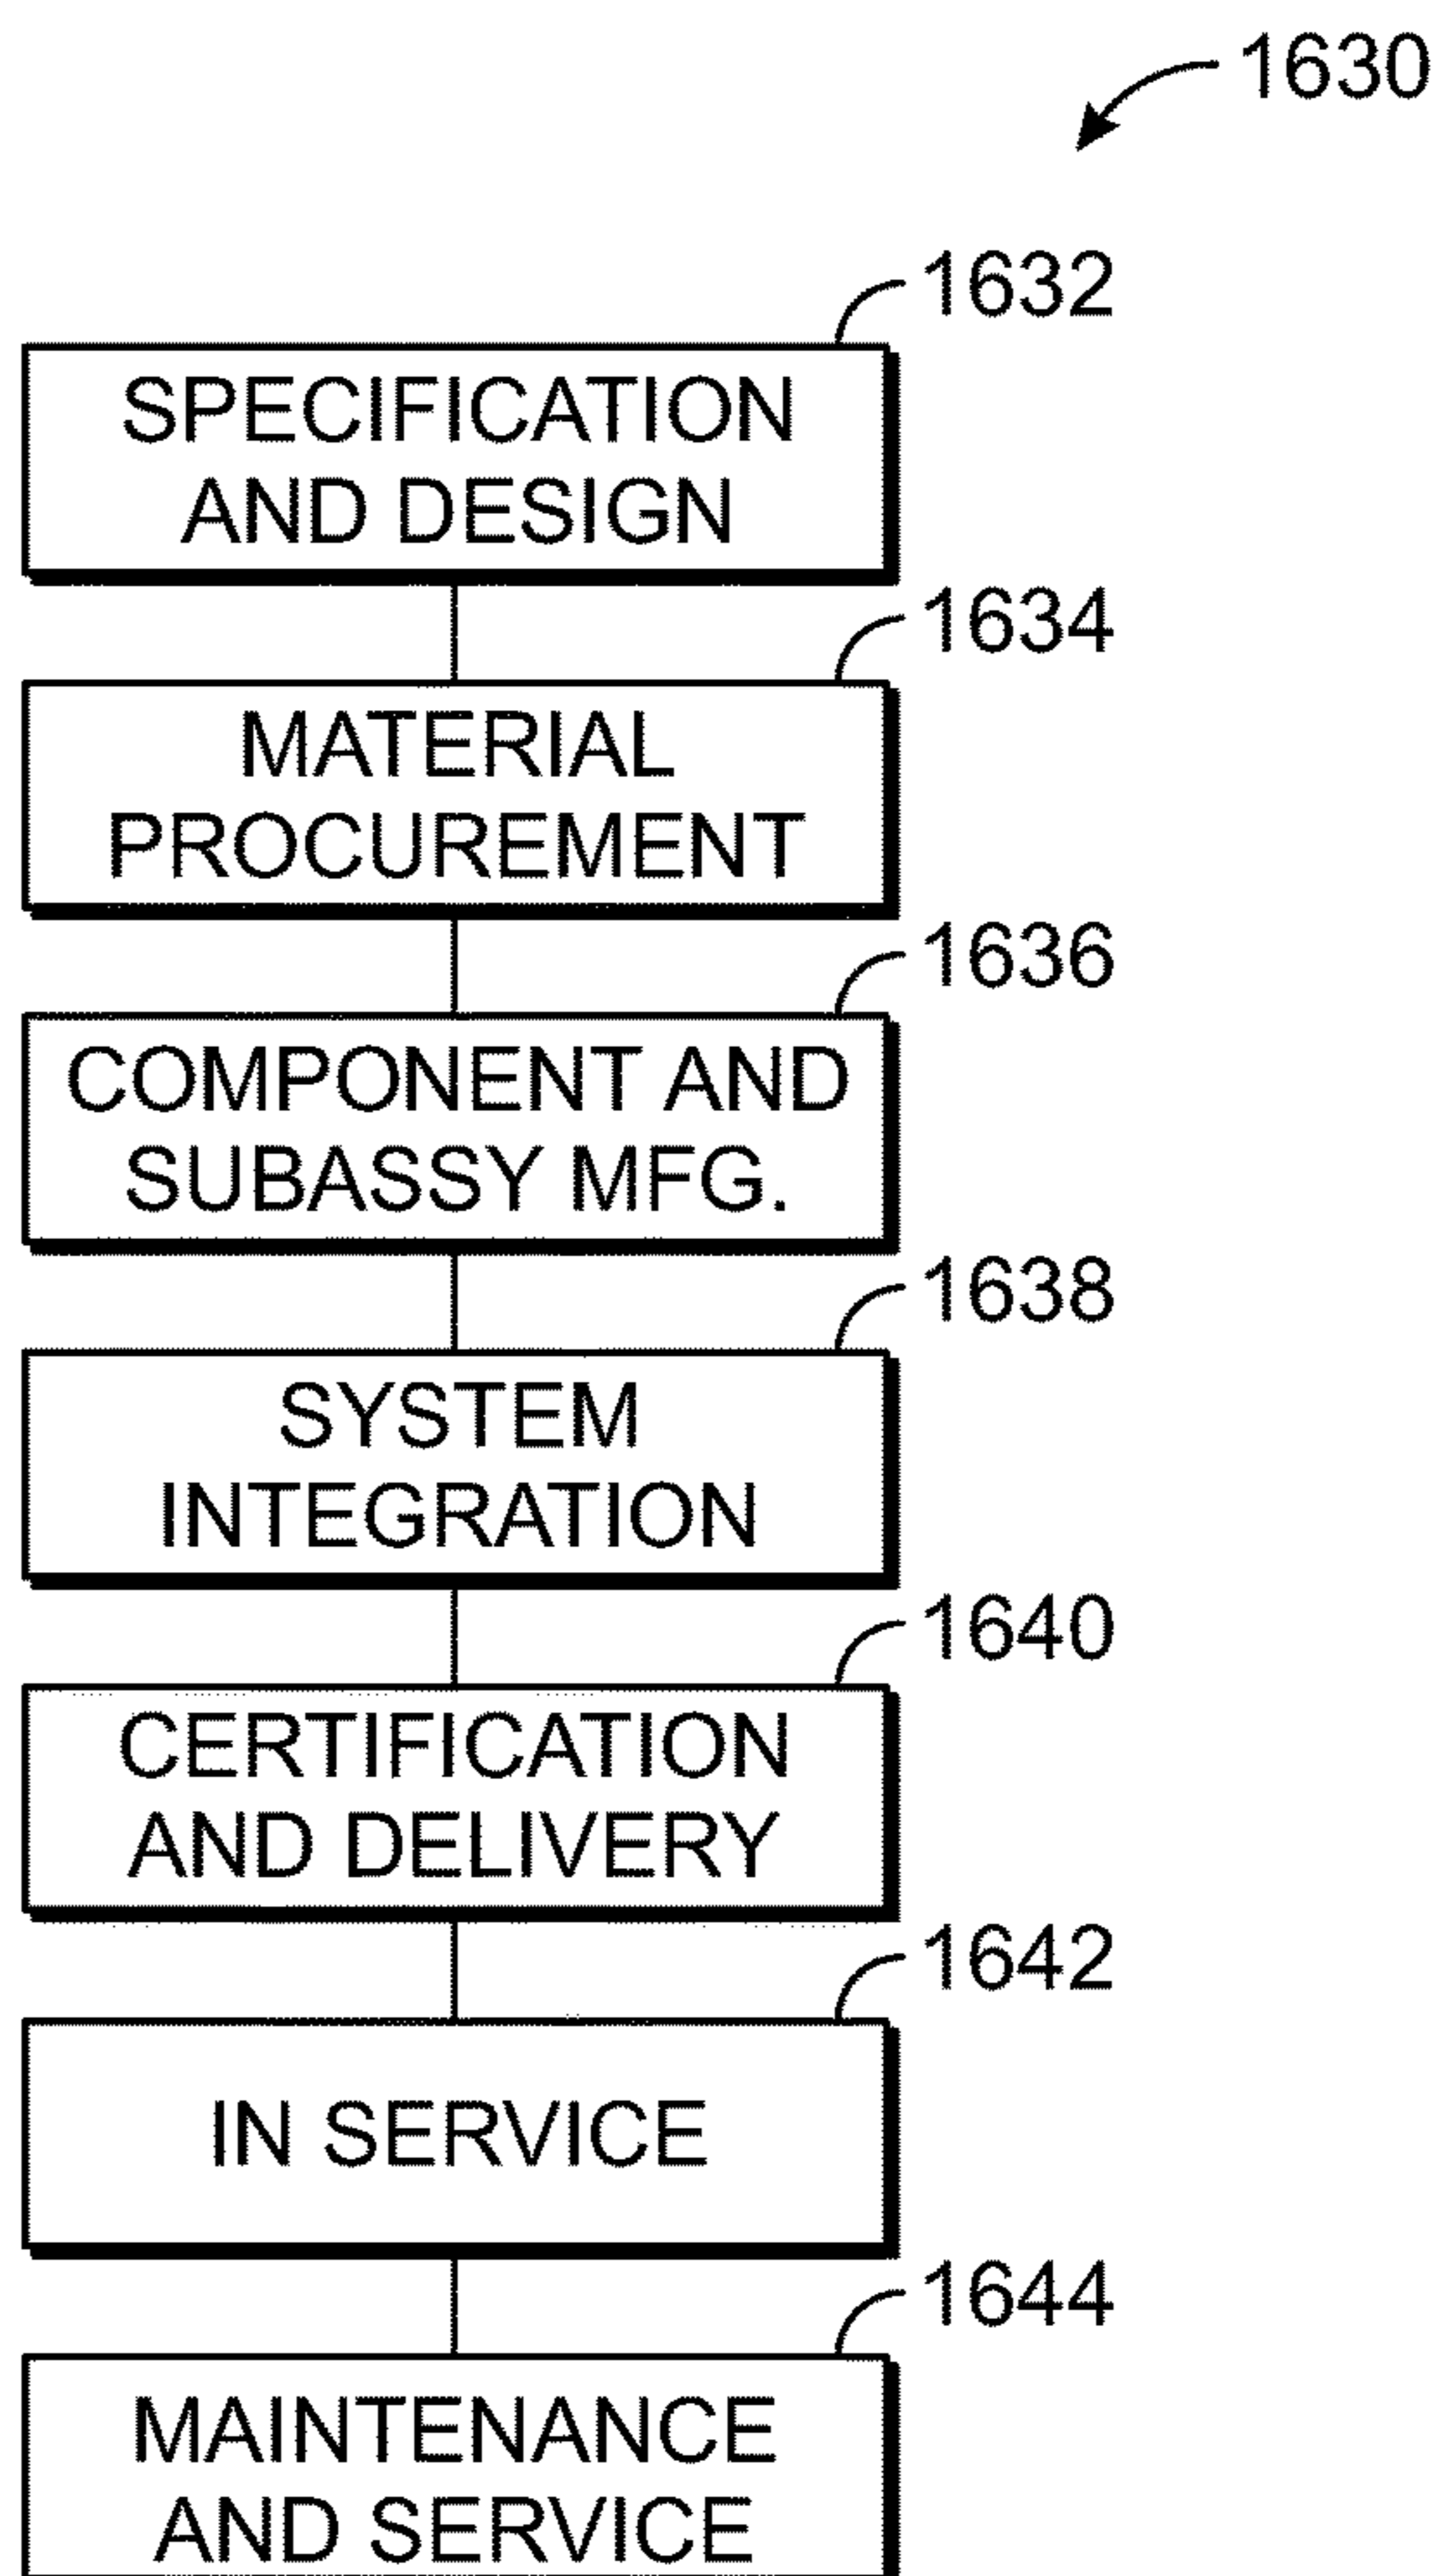 1630
1632
SPECIFICATION
AND DESIGN
1634
MATERIAL
PROCUREMENT
1636
COMPONENT AND
SUBASSY MFG.
1638
SYSTEM
INTEGRATION
1640
CERTIFICATION
AND DELIVERY
1642
IN SERVICE
1644
MAINTENANCE
AND SERVICE